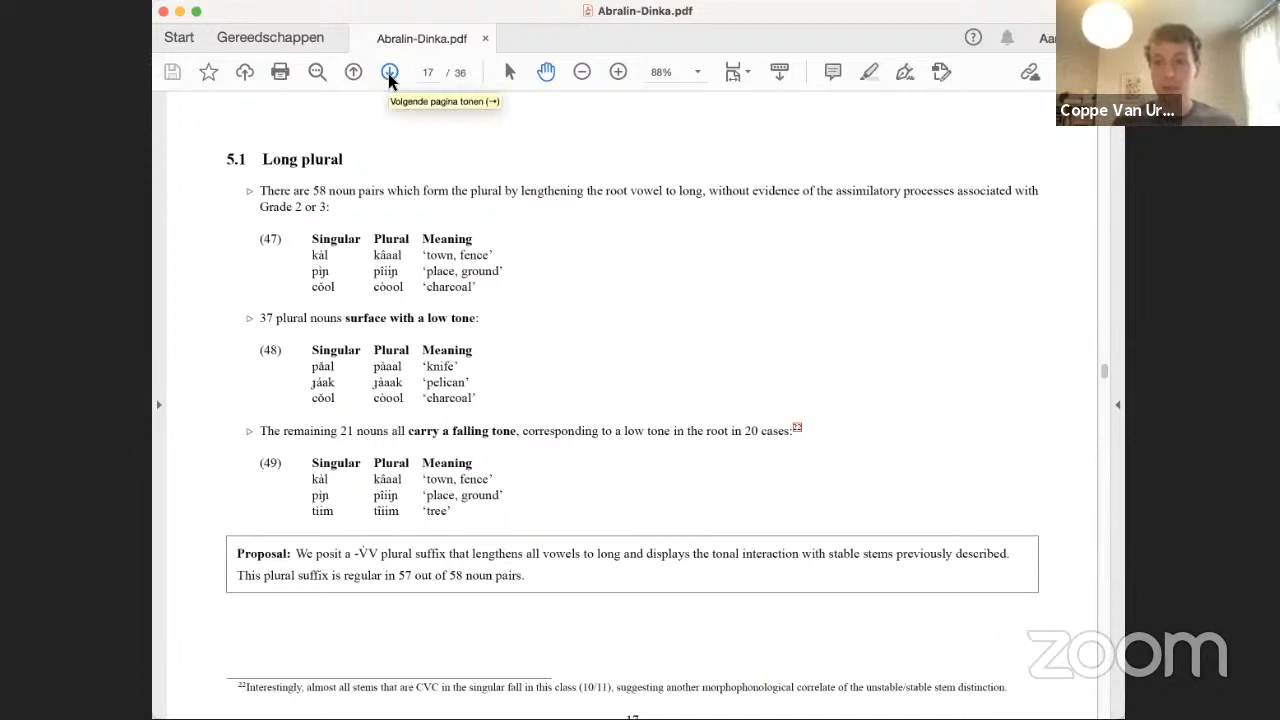 Abralin-Dinka.pdf
Start Gereedschappen Abralin-Dinka.pdf × Aa
17 / 36 88%
Volgende pagina tonen (→)
Coppe Van Ur...
5.1 Long plural
▷ There are 58 noun pairs which form the plural by lengthening the root vowel to long, without evidence of the assimilatory processes associated with
Grade 2 or 3:
(47) Singular Plural Meaning
kàl kâaal ‘town, fence’
pìɲ pîiiɲ ‘place, ground’
cǒol còool ‘charcoal’
▷ 37 plural nouns surface with a low tone:
(48) Singular Plural Meaning
pǎal pàaal ‘knife’
ɟáak ɟàaak ‘pelican’
cǒol còool ‘charcoal’
▷ The remaining 21 nouns all carry a falling tone, corresponding to a low tone in the root in 20 cases:22
(49) Singular Plural Meaning
kàl kâaal ‘town, fence’
pìɲ pîiiɲ ‘place, ground’
tìim tîiim ‘tree’
Proposal: We posit a -V̀V plural suffix that lengthens all vowels to long and displays the tonal interaction with stable stems previously described.
This plural suffix is regular in 57 out of 58 noun pairs.
22Interestingly, almost all stems that are CVC in the singular fall in this class (10/11), suggesting another morphophonological correlate of the unstable/stable stem distinction.
17
zoom